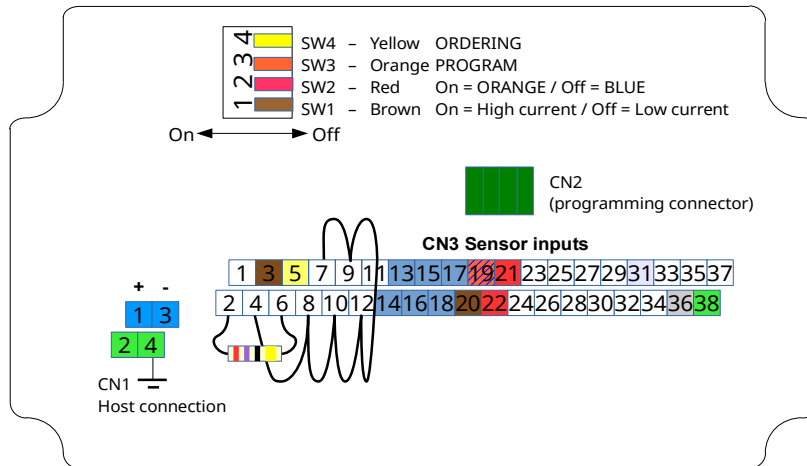 4 SW4 – Yellow ORDERING
3 SW3 – Orange PROGRAM
2 SW2 – Red On = ORANGE / Off = BLUE
1 SW1 – Brown On = High current / Off = Low current
On Off
CN2
(programming connector)
CN3 Sensor inputs
1 3 5 7 9 11 13 15 17 19 21 23 25 27 29 31 33 35 37
2 4 6 8 10 12 14 16 18 20 22 24 26 28 30 32 34 36 38
+ -
1 3
2 4
CN1
Host connection